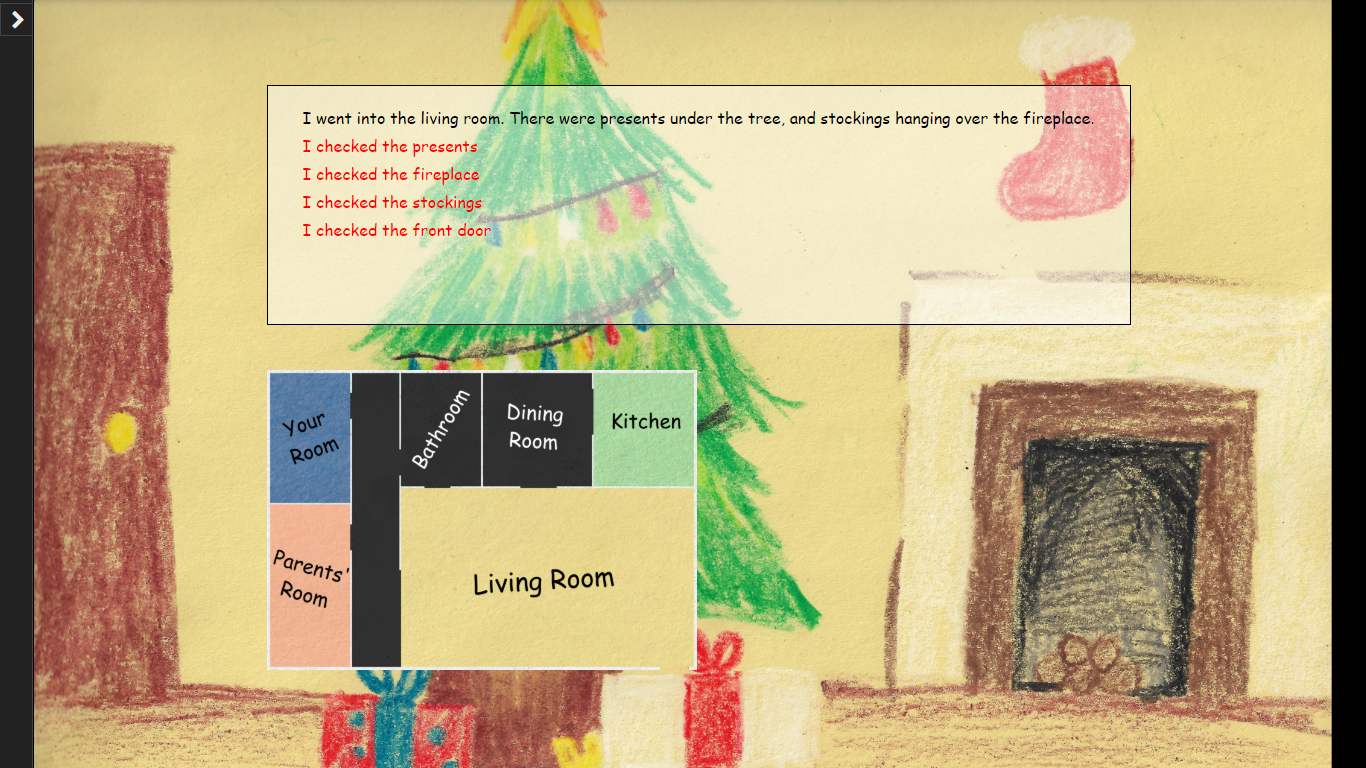 I went into the living room. There were presents under the tree, and stockings hanging over the fireplace.
I checked the presents
I checked the fireplace
I checked the stockings
I checked the front door
Your
Room
Bathroom
Dining
Room
Kitchen
Parents'
Room
Living Room